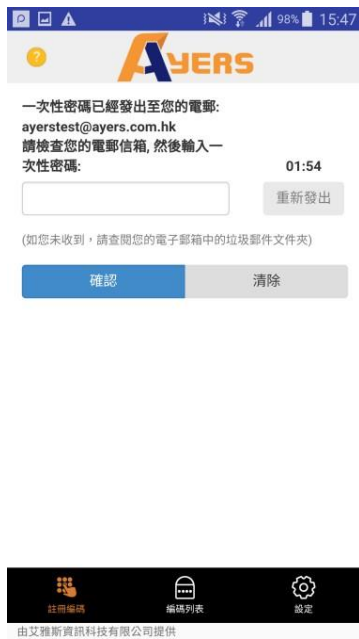 98% 15:47
?
AYERS
一次性密碼已經發出至您的電郵:
ayerstest@ayers.com.hk
請檢查您的電郵信箱, 然後輸入一
次性密碼:
01:54
重新發出
(如您未收到，請查閱您的電子郵箱中的垃圾郵件文件夾)
確認
清除
註冊編碼
編碼列表
設定
由艾雅斯資訊科技有限公司提供